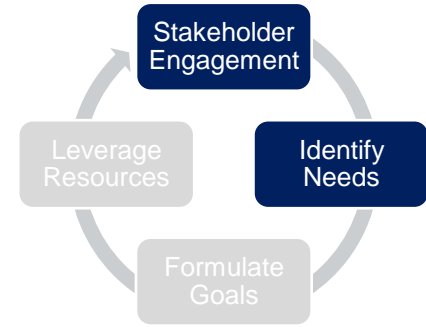 Stakeholder
Engagement
Identify
Needs
Formulate
Goals
Leverage
Resources